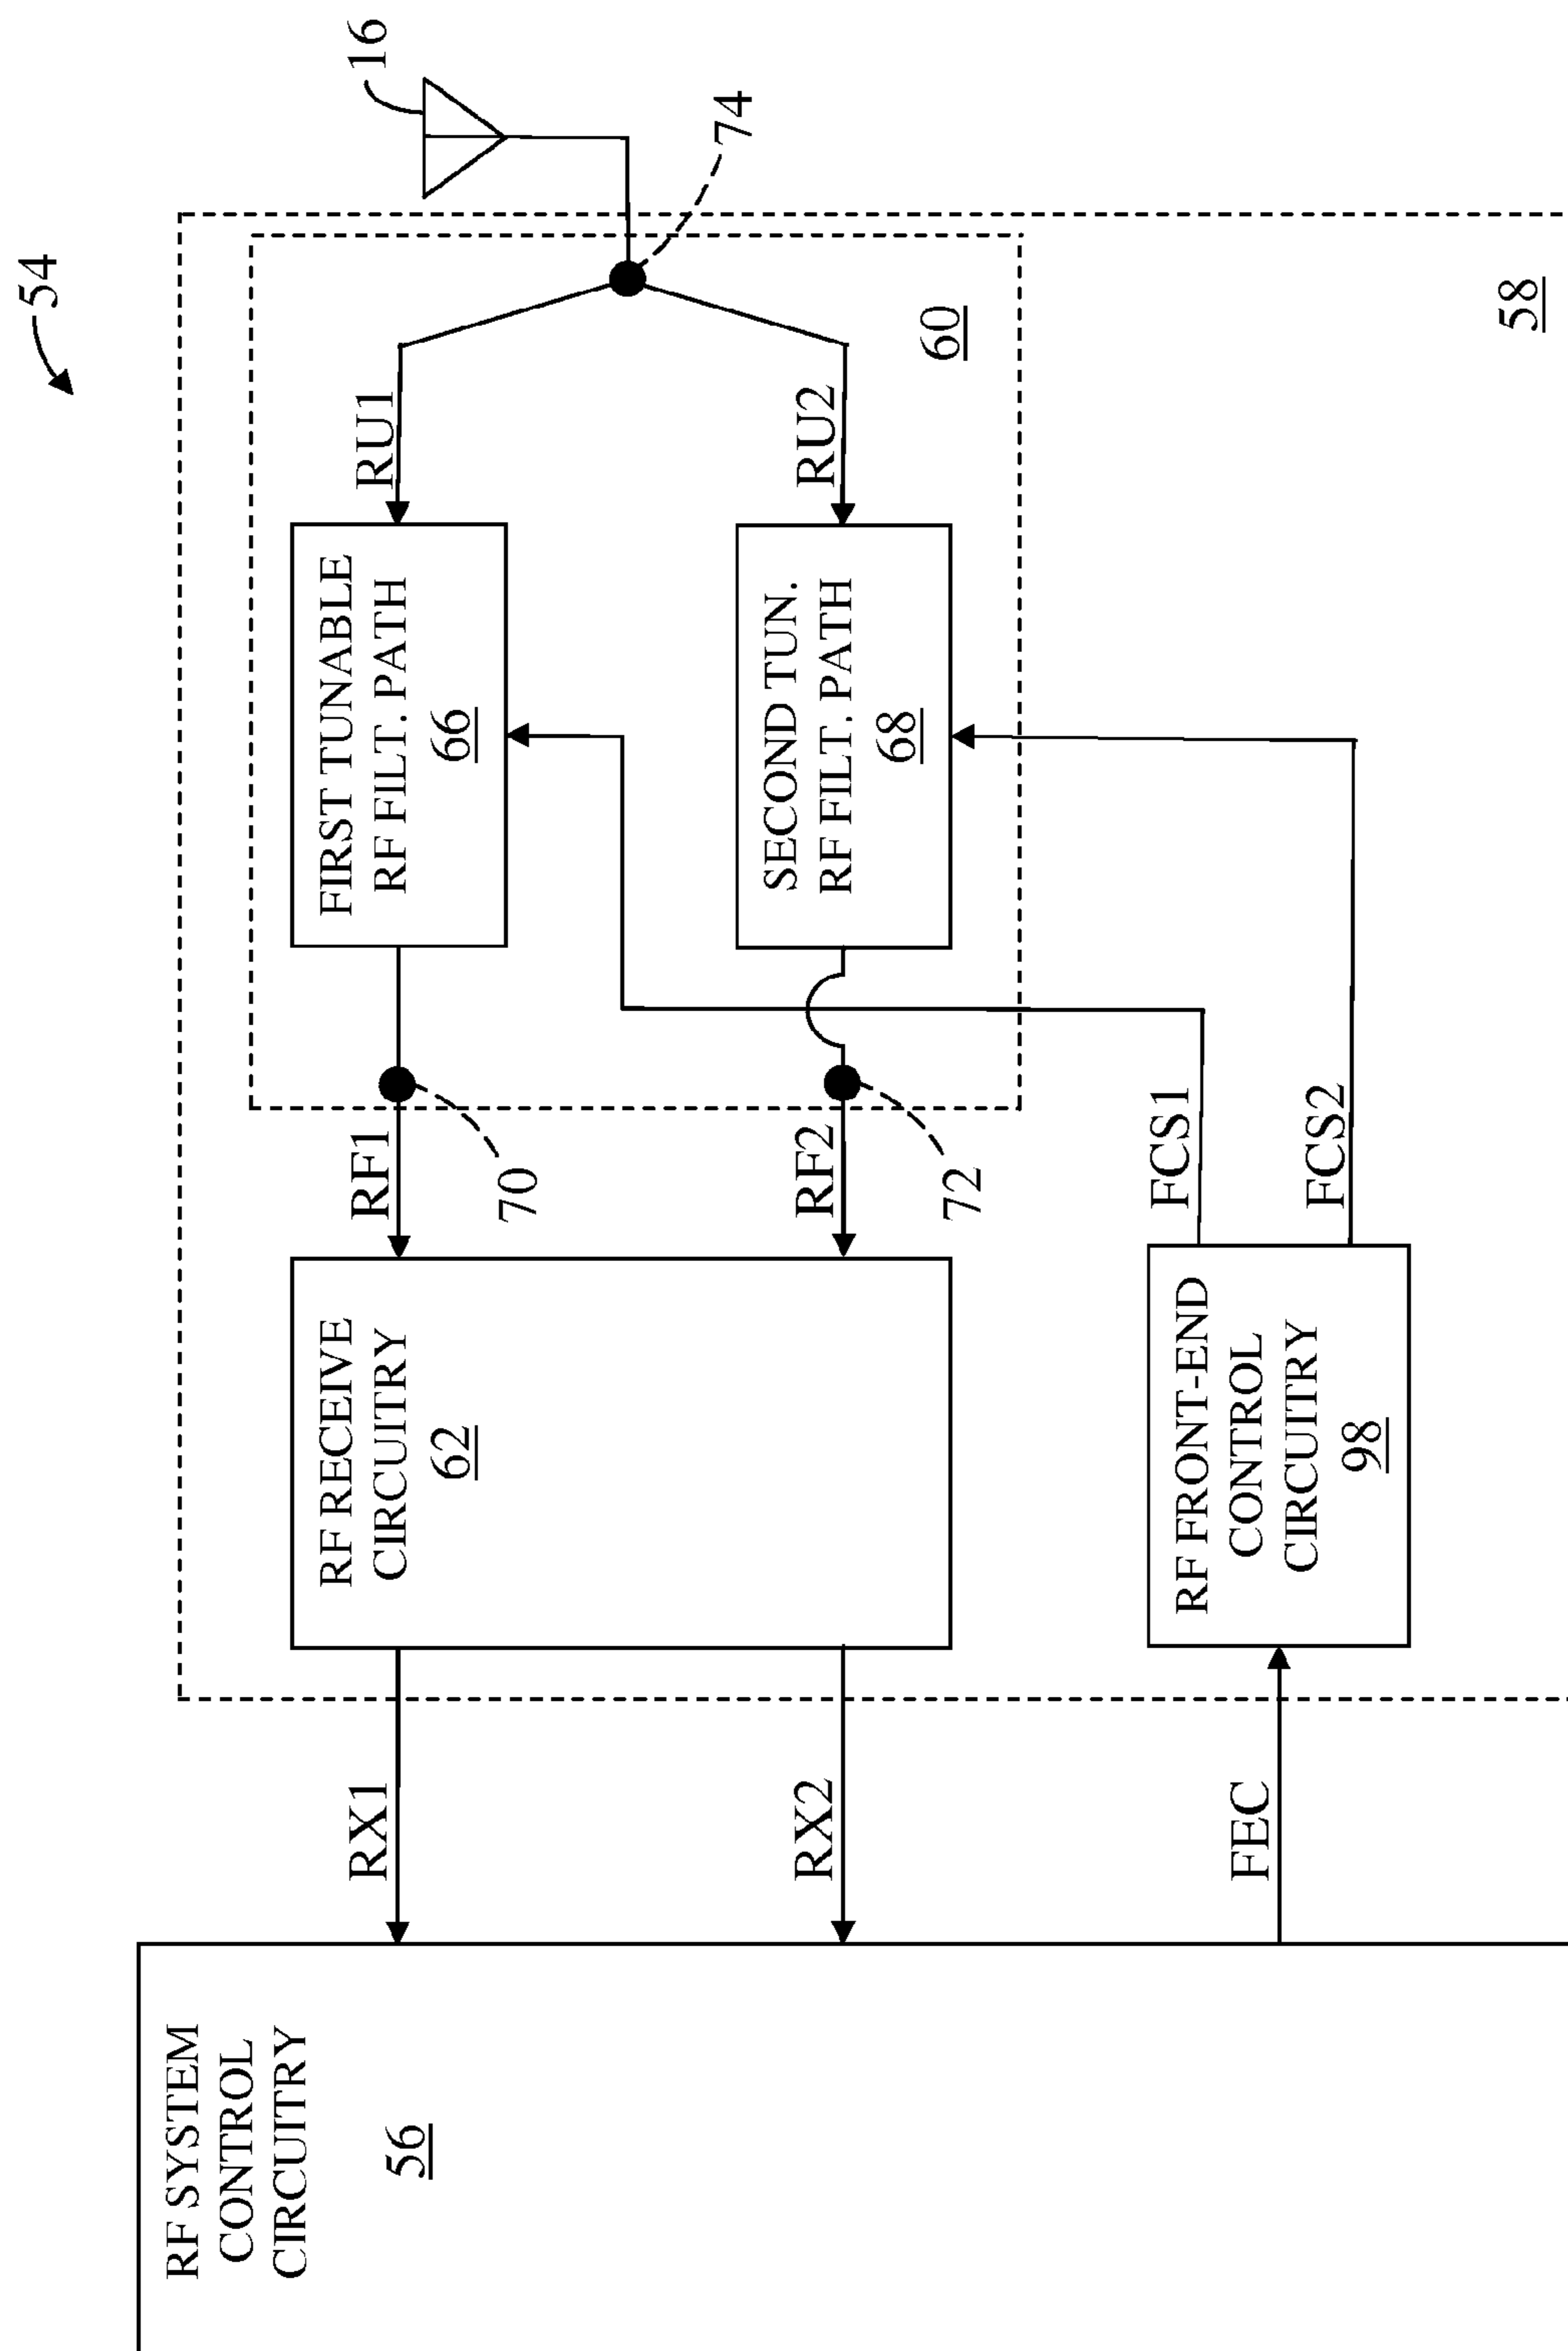 54
RF SYSTEM
CONTROL
CIRCUITRY
56
RX1
RX2
FEC
RF RECEIVE
CIRCUITRY
62
RF FRONT-END
CONTROL
CIRCUITRY
98
RF1
70
RF2
72
FCS1
FCS2
FIRST TUNABLE
RF FILT. PATH
66
SECOND TUN.
RF FILT. PATH
68
RU1
RU2
60
58
74
16